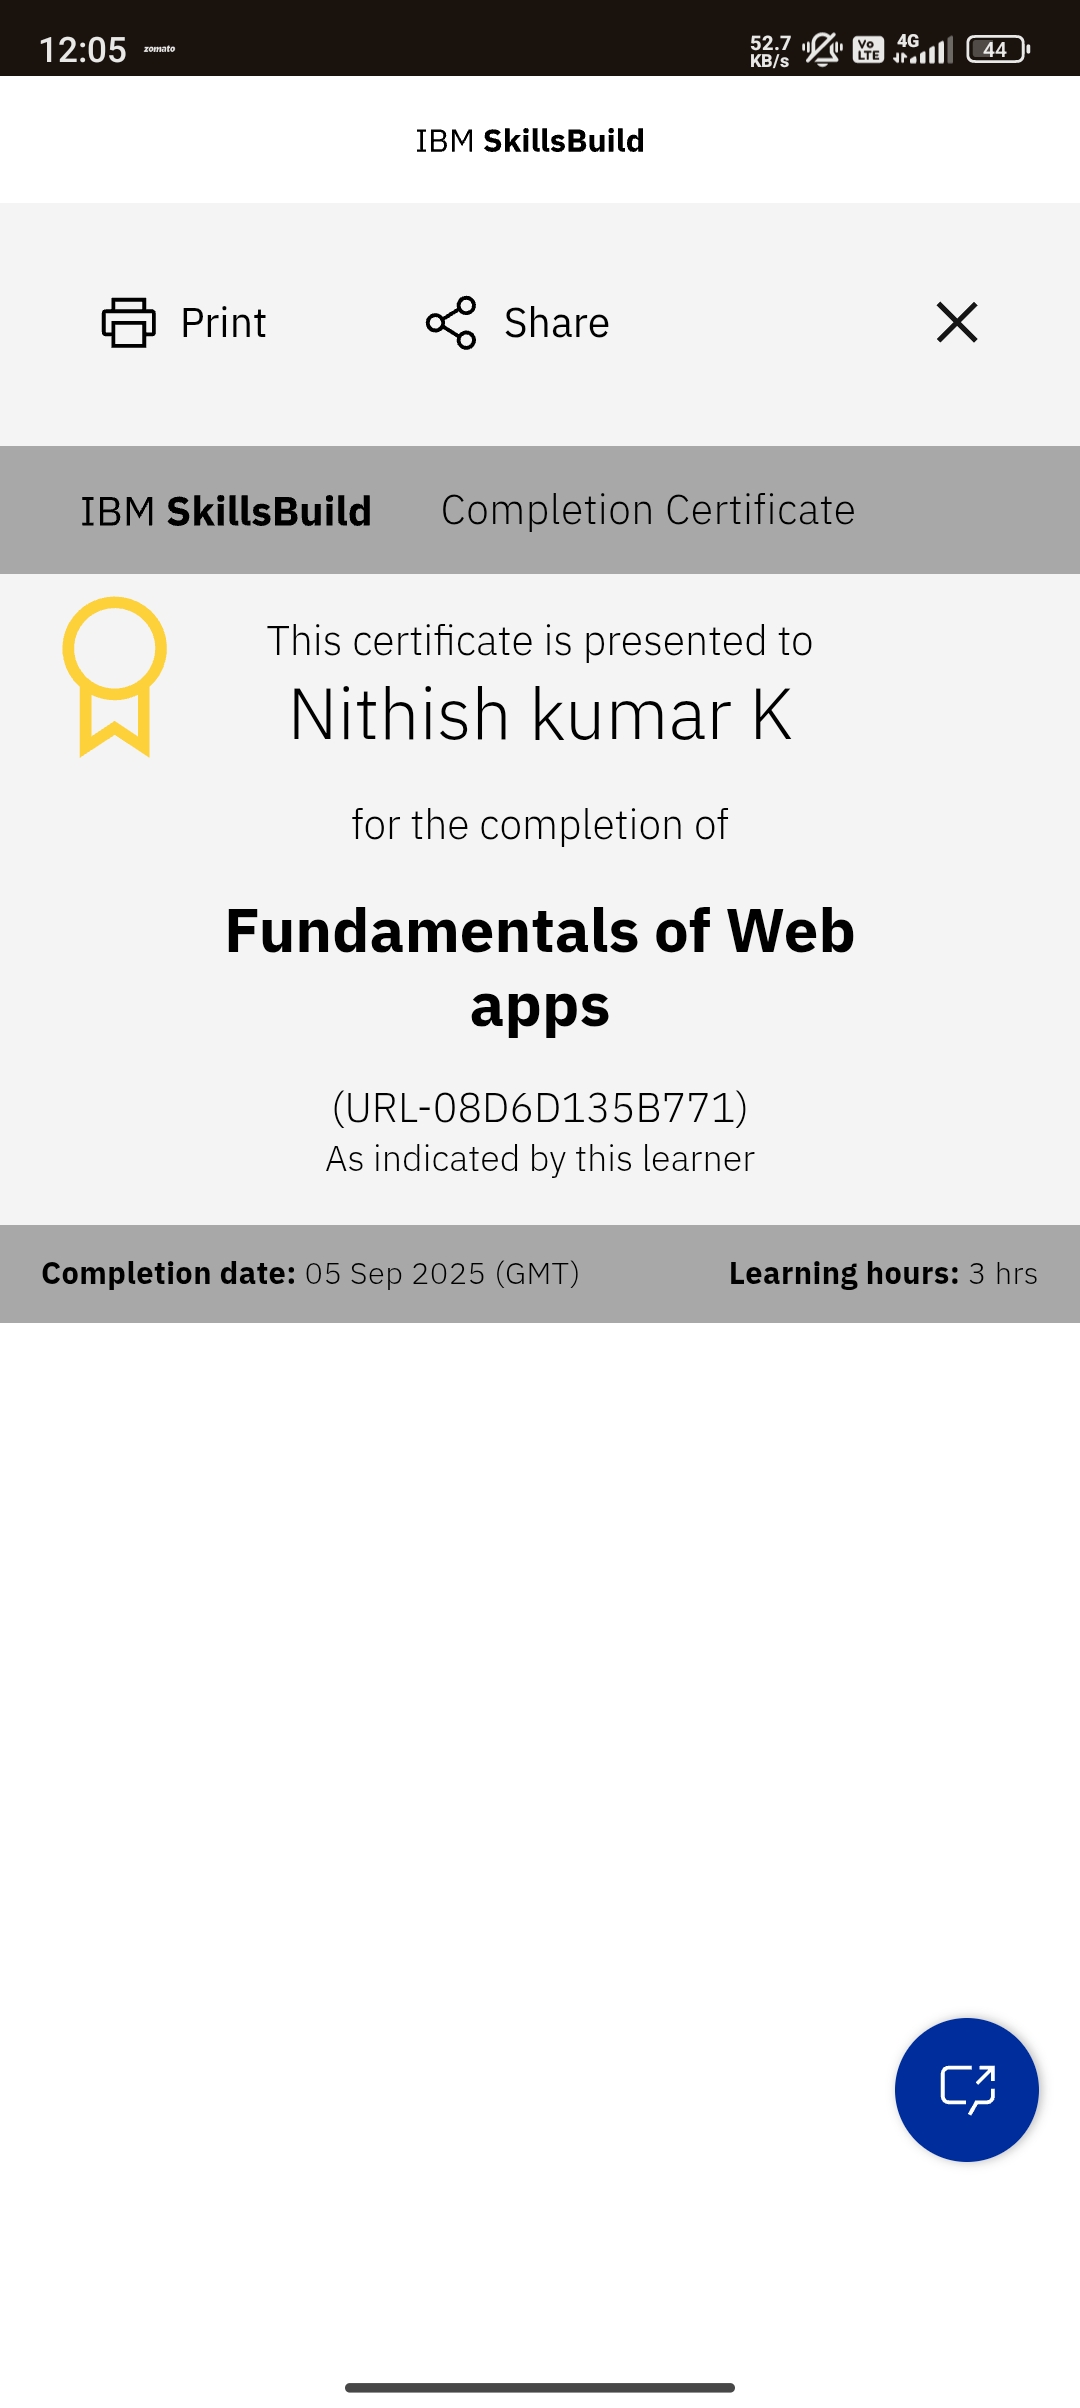 12:05 zomato 52.7 KB/s Vo LTE 4G 44
IBM SkillsBuild
Print Share
IBM SkillsBuild Completion Certificate
This certificate is presented to
Nithish kumar K
for the completion of
Fundamentals of Web
apps
(URL-08D6D135B771)
As indicated by this learner
Completion date: 05 Sep 2025 (GMT) Learning hours: 3 hrs